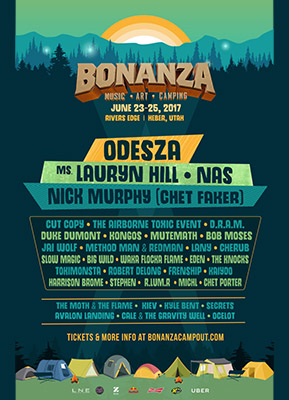 BONANZA
MUSIC • ART • CAMPING
JUNE 23-25, 2017
RIVERS EDGE | HEBER, UTAH
ODESZA
MS. LAURYN HILL • NAS
NICK MURPHY (CHET FAKER)
CUT COPY • THE AIRBORNE TOXIC EVENT • D.R.A.M.
DUKE DUMONT • KONGOS • MUTEMATH • BOB MOSES
JAI WOLF • METHOD MAN & REDMAN • LANY • CHERUB
SLOW MAGIC • BIG WILD • WAKA FLOCKA FLAME • EDEN • THE KNOCKS
TOKIMONSTA • ROBERT DELONG • FRENSHIP • KAIYDO
HARRISON BROME • STEPHEN • R.LUM.R • MICHL • CHET PORTER
THE MOTH & THE FLAME • KIEV • KYLE BENT • SECRETS
AVALON LANDING • GALE & THE GRAVITY WELL • OCELOT
TICKETS & MORE INFO AT BONANZACAMPOUT.COM
L.N.E
UBER